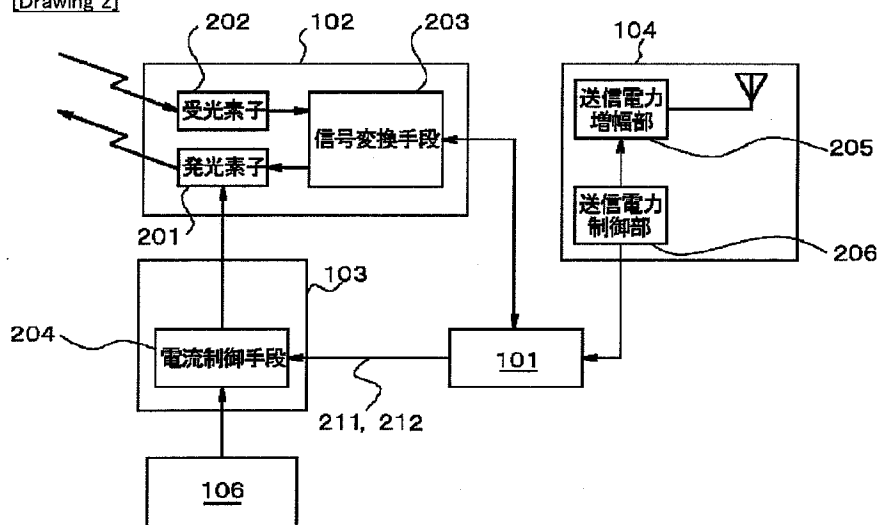 [Drawing 2]
202
102
203
104
受光素子
発光素子
信号変換手段
送信電力
増幅部
205
送信電力
制御部
206
201
103
204
電流制御手段
101
211, 212
106